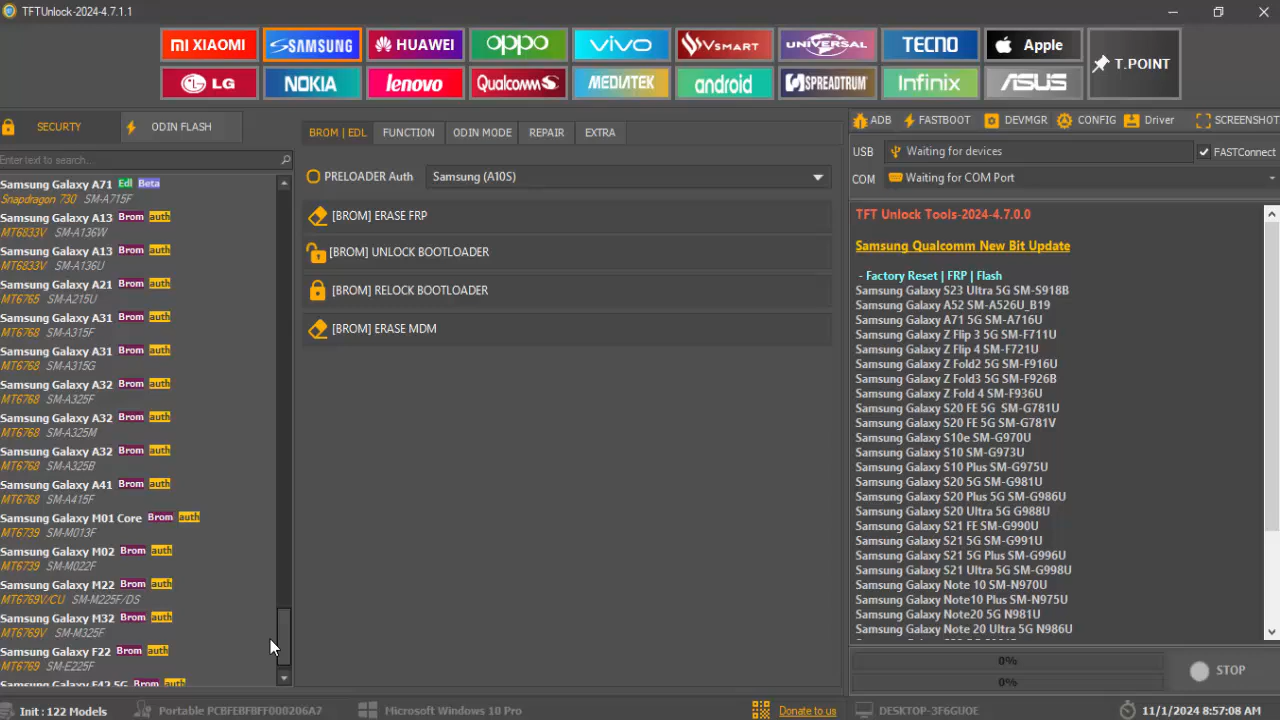 TFTUnlock-2024-4.7.1.1
MI XIAOMI
SAMSUNG
HUAWEI
oppo
vivo
VSMART
UNIVERSAL
TECNO
Apple
T.POINT
LG
NOKIA
lenovo
Qualcomm
MEDIATEK
android
SPREADTRUM
Infinix
ASUS
SECURTY
ODIN FLASH
BROM | EDL
FUNCTION
ODIN MODE
REPAIR
EXTRA
ADB
FASTBOOT
DEVMGR
CONFIG
Driver
SCREENSHOT
Enter text to search...
Samsung Galaxy A71 Edl Beta
Snapdragon 730 SM-A715F
Samsung Galaxy A13 Brom auth
MT6833V SM-A136W
Samsung Galaxy A13 Brom auth
MT6833V SM-A136U
Samsung Galaxy A21 Brom auth
MT6765 SM-A215U
Samsung Galaxy A31 Brom auth
MT6768 SM-A315F
Samsung Galaxy A31 Brom auth
MT6768 SM-A315G
Samsung Galaxy A32 Brom auth
MT6768 SM-A325F
Samsung Galaxy A32 Brom auth
MT6768 SM-A325M
Samsung Galaxy A32 Brom auth
MT6768 SM-A325B
Samsung Galaxy A41 Brom auth
MT6768 SM-A415F
Samsung Galaxy M01 Core Brom auth
MT6739 SM-M013F
Samsung Galaxy M02 Brom auth
MT6739 SM-M022F
Samsung Galaxy M22 Brom auth
MT6769V/CU SM-M225F/DS
Samsung Galaxy M32 Brom auth
MT6769V SM-M325F
Samsung Galaxy F22 Brom auth
MT6769 SM-E225F
Samsung Galaxy F42 5G Brom auth
PRELOADER Auth
Samsung (A10S)
[BROM] ERASE FRP
[BROM] UNLOCK BOOTLOADER
[BROM] RELOCK BOOTLOADER
[BROM] ERASE MDM
USB Waiting for devices
FASTConnect
COM Waiting for COM Port
TFT Unlock Tools-2024-4.7.0.0
Samsung Qualcomm New Bit Update
- Factory Reset | FRP | Flash
Samsung Galaxy S23 Ultra 5G SM-S918B
Samsung Galaxy A52 SM-A526U_B19
Samsung Galaxy A71 5G SM-A716U
Samsung Galaxy Z Flip 3 5G SM-F711U
Samsung Galaxy Z Flip 4 SM-F721U
Samsung Galaxy Z Fold2 5G SM-F916U
Samsung Galaxy Z Fold3 5G SM-F926B
Samsung Galaxy Z Fold 4 SM-F936U
Samsung Galaxy S20 FE 5G SM-G781U
Samsung Galaxy S20 FE 5G SM-G781V
Samsung Galaxy S10e SM-G970U
Samsung Galaxy S10 SM-G973U
Samsung Galaxy S10 Plus SM-G975U
Samsung Galaxy S20 5G SM-G981U
Samsung Galaxy S20 Plus 5G SM-G986U
Samsung Galaxy S20 Ultra 5G G988U
Samsung Galaxy S21 FE SM-G990U
Samsung Galaxy S21 5G SM-G991U
Samsung Galaxy S21 5G Plus SM-G996U
Samsung Galaxy S21 Ultra 5G SM-G998U
Samsung Galaxy Note 10 SM-N970U
Samsung Galaxy Note10 Plus SM-N975U
Samsung Galaxy Note20 5G N981U
Samsung Galaxy Note 20 Ultra 5G N986U
0%
0%
STOP
Init : 122 Models
Portable PCBFEBFBFF000206A7
Microsoft Windows 10 Pro
Donate to us
DESKTOP-3F6GUOE
11/1/2024 8:57:08 AM